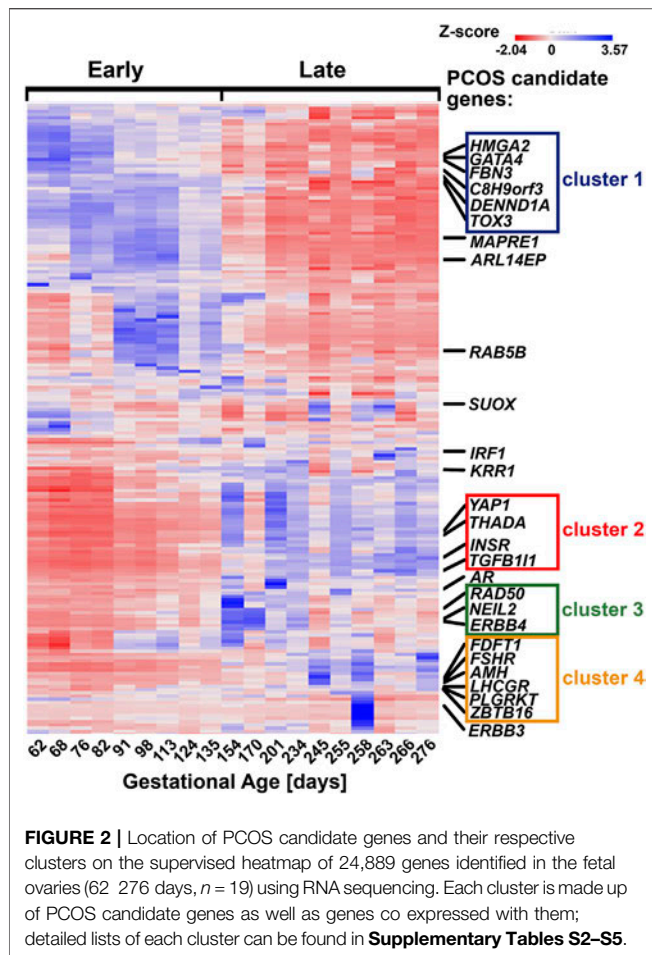 Z-score
-2.04 0 3.57
Early Late
PCOS candidate
genes:
HMGA2
GATA4
FBN3
C8H9orf3
DENND1A
TOX3
cluster 1
MAPRE1
ARL14EP
RAB5B
SUOX
IRF1
KRR1
YAP1
THADA
INSR
TGFB1I1
cluster 2
AR
RAD50
NEIL2
ERBB4
cluster 3
FDFT1
FSHR
AMH
LHCGR
PLGRKT
ZBTB16
cluster 4
ERBB3
62 68 76 82 91 98 113 124 135 154 170 201 234 245 255 258 263 266 276
Gestational Age [days]
FIGURE 2 | Location of PCOS candidate genes and their respective
clusters on the supervised heatmap of 24,889 genes identified in the fetal
ovaries (62 276 days, n = 19) using RNA sequencing. Each cluster is made up
of PCOS candidate genes as well as genes co expressed with them;
detailed lists of each cluster can be found in Supplementary Tables S2–S5.